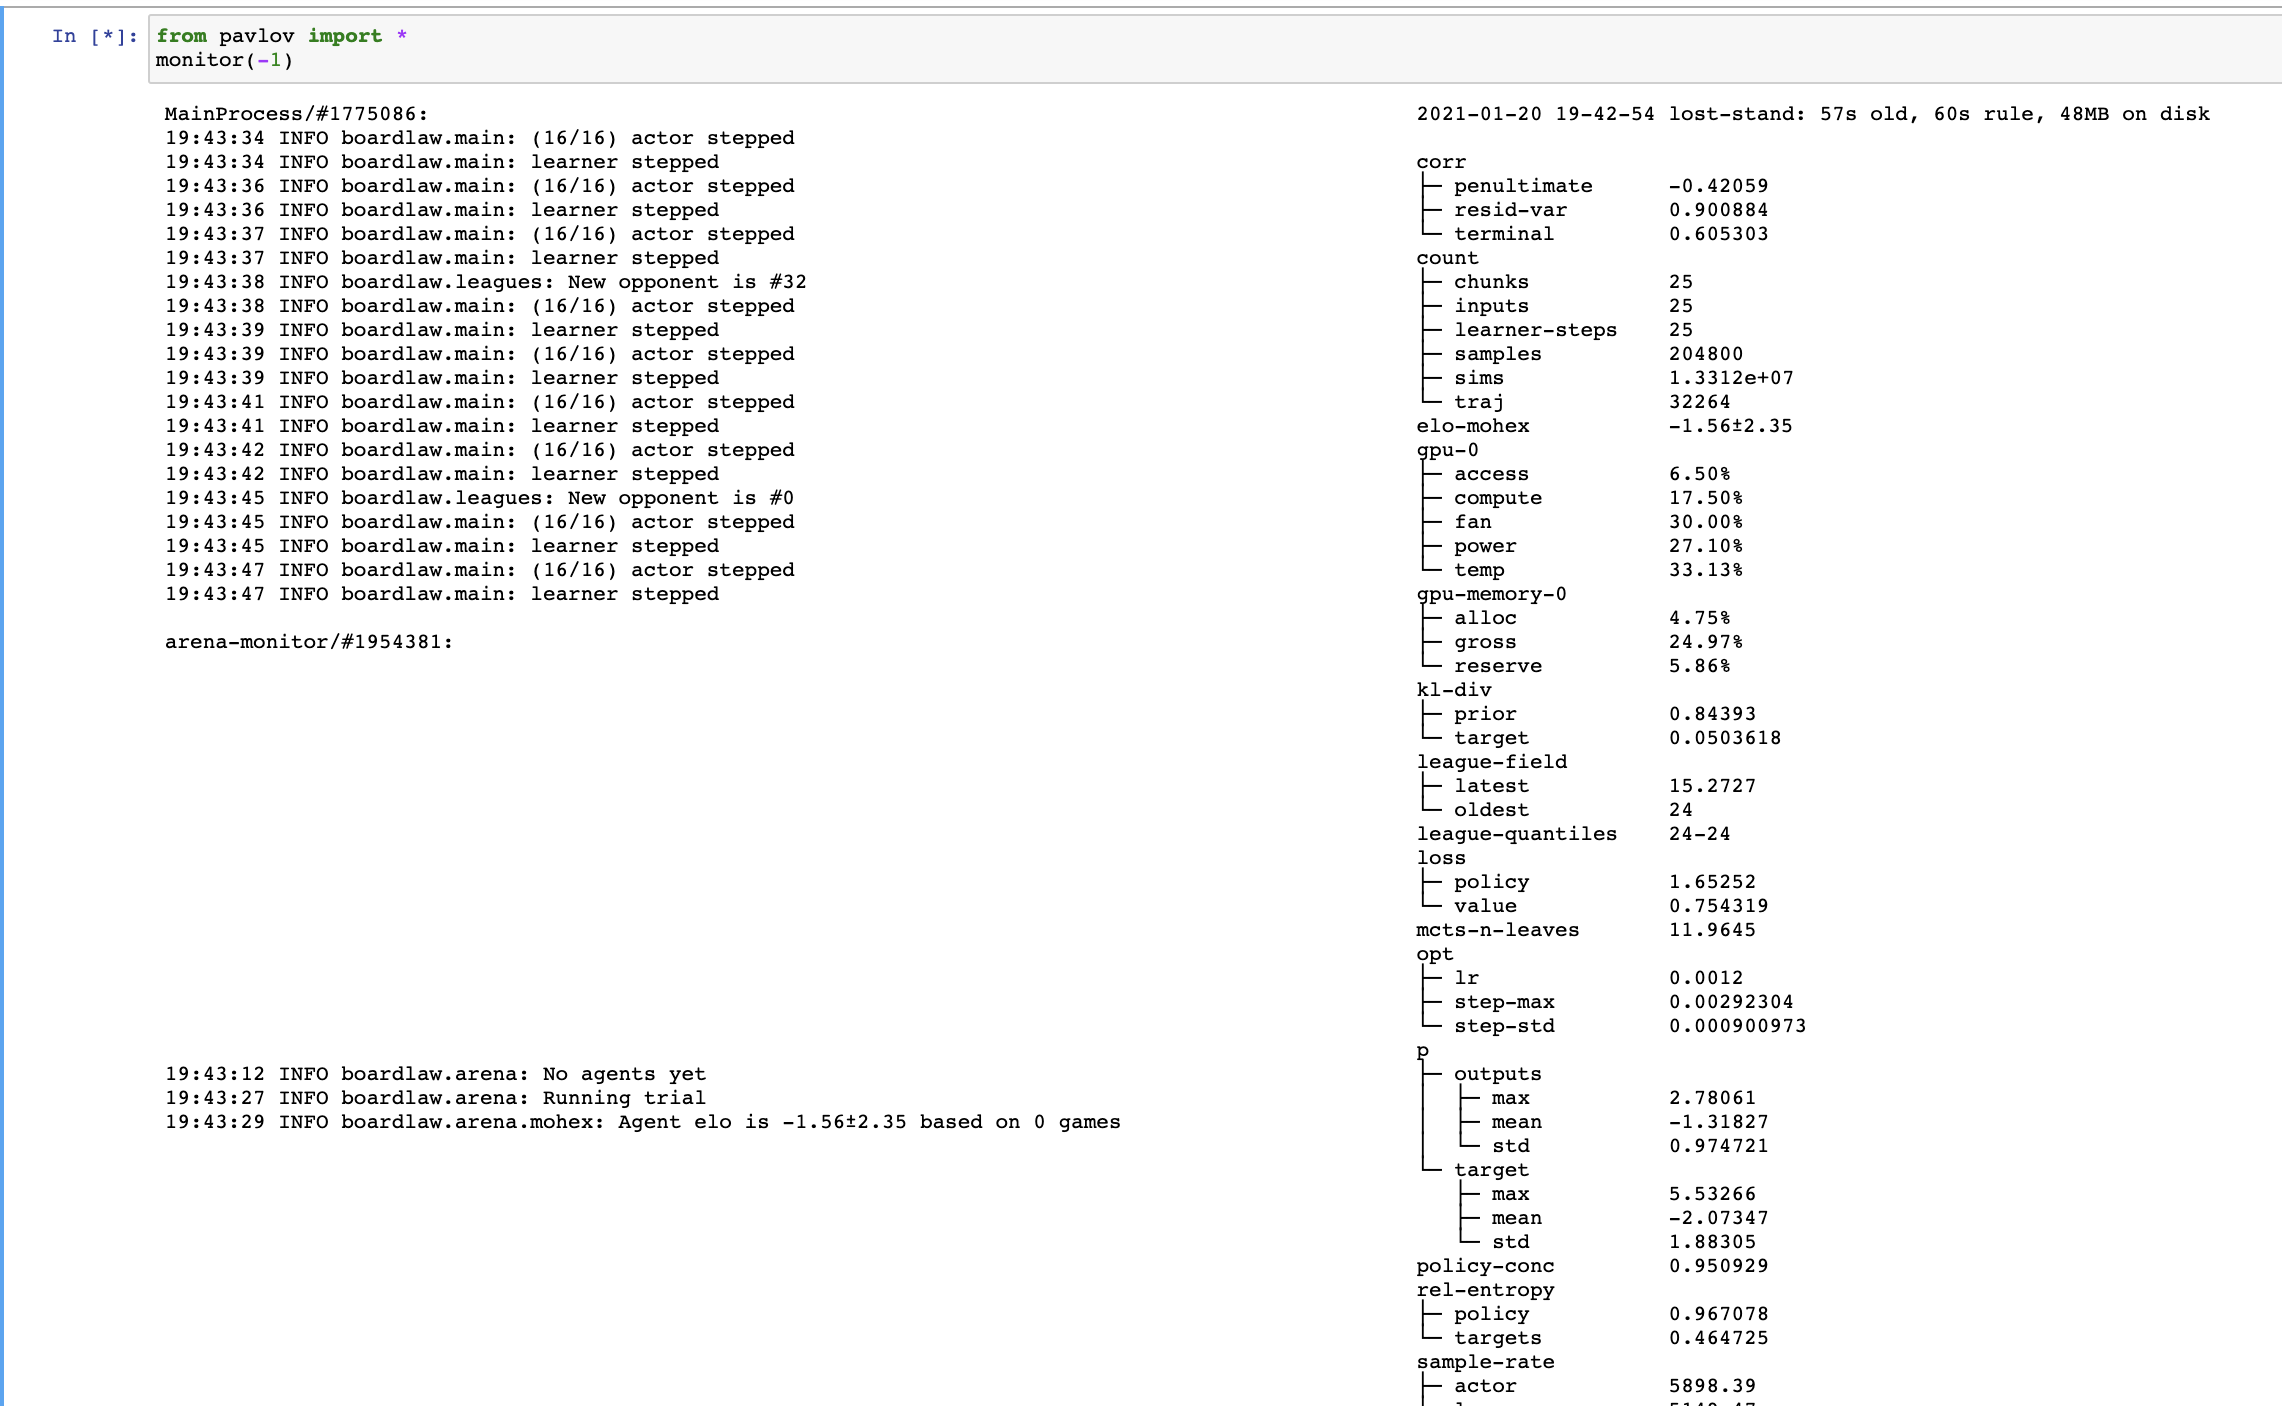 In [*]: from pavlov import *
monitor(-1)
MainProcess/#1775086:
19:43:34 INFO boardlaw.main: (16/16) actor stepped
19:43:34 INFO boardlaw.main: learner stepped
19:43:36 INFO boardlaw.main: (16/16) actor stepped
19:43:36 INFO boardlaw.main: learner stepped
19:43:37 INFO boardlaw.main: (16/16) actor stepped
19:43:37 INFO boardlaw.main: learner stepped
19:43:38 INFO boardlaw.leagues: New opponent is #32
19:43:38 INFO boardlaw.main: (16/16) actor stepped
19:43:39 INFO boardlaw.main: learner stepped
19:43:39 INFO boardlaw.main: (16/16) actor stepped
19:43:39 INFO boardlaw.main: learner stepped
19:43:41 INFO boardlaw.main: (16/16) actor stepped
19:43:41 INFO boardlaw.main: learner stepped
19:43:42 INFO boardlaw.main: (16/16) actor stepped
19:43:42 INFO boardlaw.main: learner stepped
19:43:45 INFO boardlaw.leagues: New opponent is #0
19:43:45 INFO boardlaw.main: (16/16) actor stepped
19:43:45 INFO boardlaw.main: learner stepped
19:43:47 INFO boardlaw.main: (16/16) actor stepped
19:43:47 INFO boardlaw.main: learner stepped
arena-monitor/#1954381:
19:43:12 INFO boardlaw.arena: No agents yet
19:43:27 INFO boardlaw.arena: Running trial
19:43:29 INFO boardlaw.arena.mohex: Agent elo is -1.56±2.35 based on 0 games
2021-01-20 19-42-54 lost-stand: 57s old, 60s rule, 48MB on disk
corr
├─ penultimate -0.42059
├─ resid-var 0.900884
└─ terminal 0.605303
count
├─ chunks 25
├─ inputs 25
├─ learner-steps 25
├─ samples 204800
├─ sims 1.3312e+07
└─ traj 32264
elo-mohex -1.56±2.35
gpu-0
├─ access 6.50%
├─ compute 17.50%
├─ fan 30.00%
├─ power 27.10%
└─ temp 33.13%
gpu-memory-0
├─ alloc 4.75%
├─ gross 24.97%
└─ reserve 5.86%
kl-div
├─ prior 0.84393
└─ target 0.0503618
league-field
├─ latest 15.2727
└─ oldest 24
league-quantiles 24-24
loss
├─ policy 1.65252
└─ value 0.754319
mcts-n-leaves 11.9645
opt
├─ lr 0.0012
├─ step-max 0.00292304
└─ step-std 0.000900973
p
├─ outputs
│ ├─ max 2.78061
│ ├─ mean -1.31827
│ └─ std 0.974721
└─ target
├─ max 5.53266
├─ mean -2.07347
└─ std 1.88305
policy-conc 0.950929
rel-entropy
├─ policy 0.967078
└─ targets 0.464725
sample-rate
├─ actor 5898.39